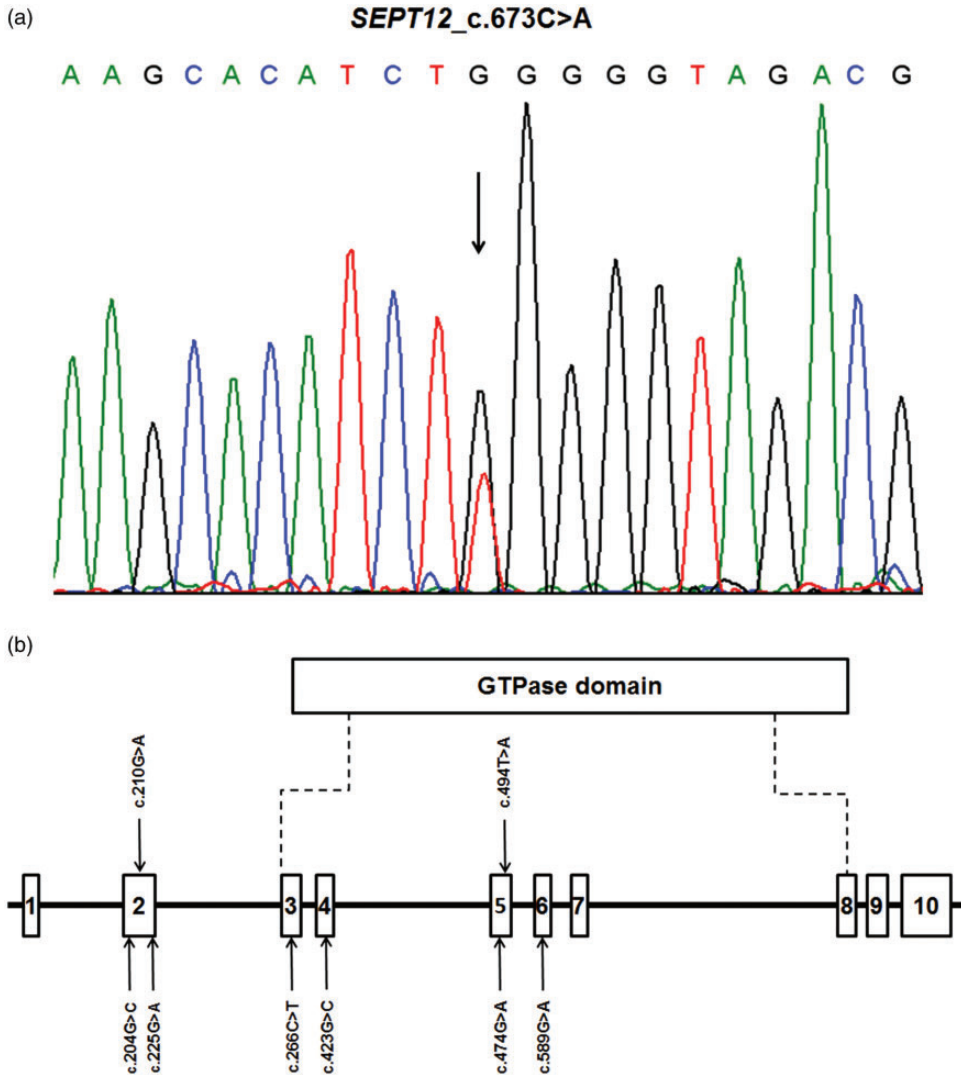 (a)
SEPT12_c.673C>A
A A G C A C A T C T G G G G G T A G A C G
(b)
GTPase domain
c.210G>A
c.494T>A
1 2 3 4 5 6 7 8 9 10
c.204G>C
c.225G>A
c.266C>T
c.423G>C
c.474G>A
c.589G>A